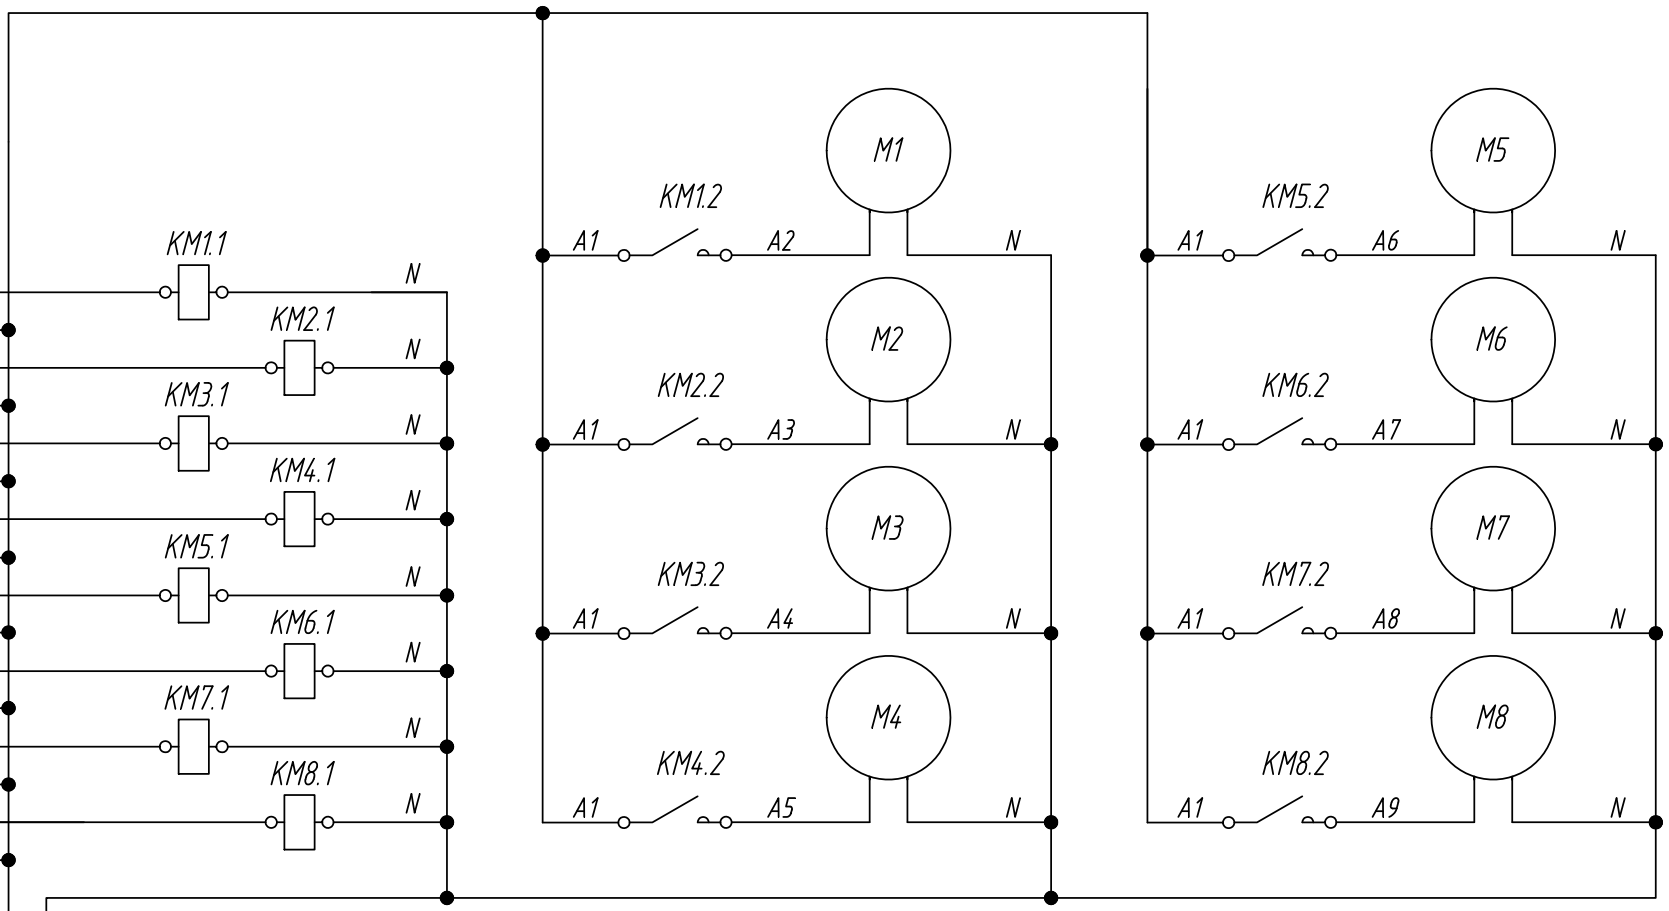 M1
M5
KM1.2
KM5.2
A1 A2 N
A1 A6 N
KM1.1
N
KM2.1
N
KM3.1
N
KM4.1
N
KM5.1
N
KM6.1
N
KM7.1
N
KM8.1
N
M2
M6
KM2.2
KM6.2
A1 A3 N
A1 A7 N
M3
M7
KM3.2
KM7.2
A1 A4 N
A1 A8 N
M4
M8
KM4.2
KM8.2
A1 A5 N
A1 A9 N